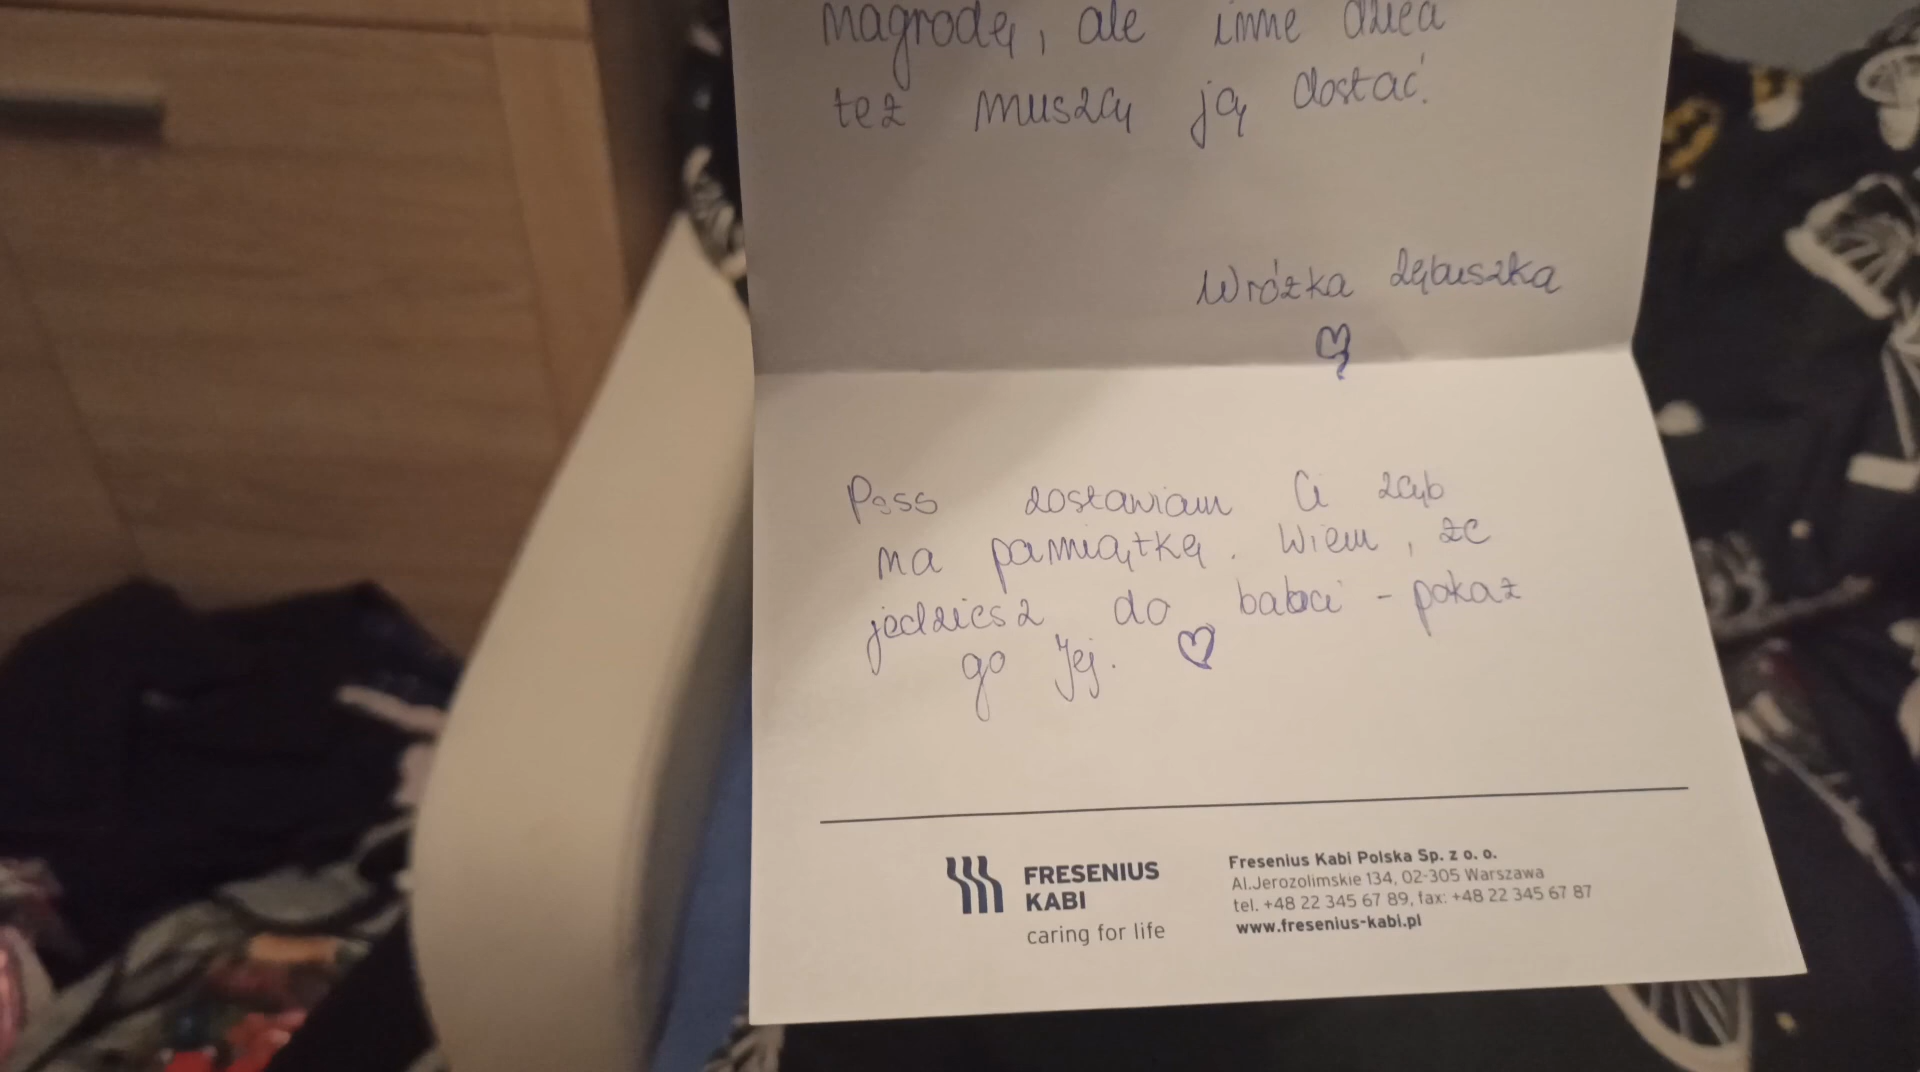 nagrodę, ale inne dzieci
też muszą ją dostać.
Wróżka Zębuszka
Pss zostawiam Ci ząb
na pamiątkę. Wiem, że
jedziesz do babci - pokaż
go Jej.
FRESENIUS
KABI
caring for life
Fresenius Kabi Polska Sp. z o. o.
Al.Jerozolimskie 134, 02-305 Warszawa
tel. +48 22 345 67 89, fax: +48 22 345 67 87
www.fresenius-kabi.pl